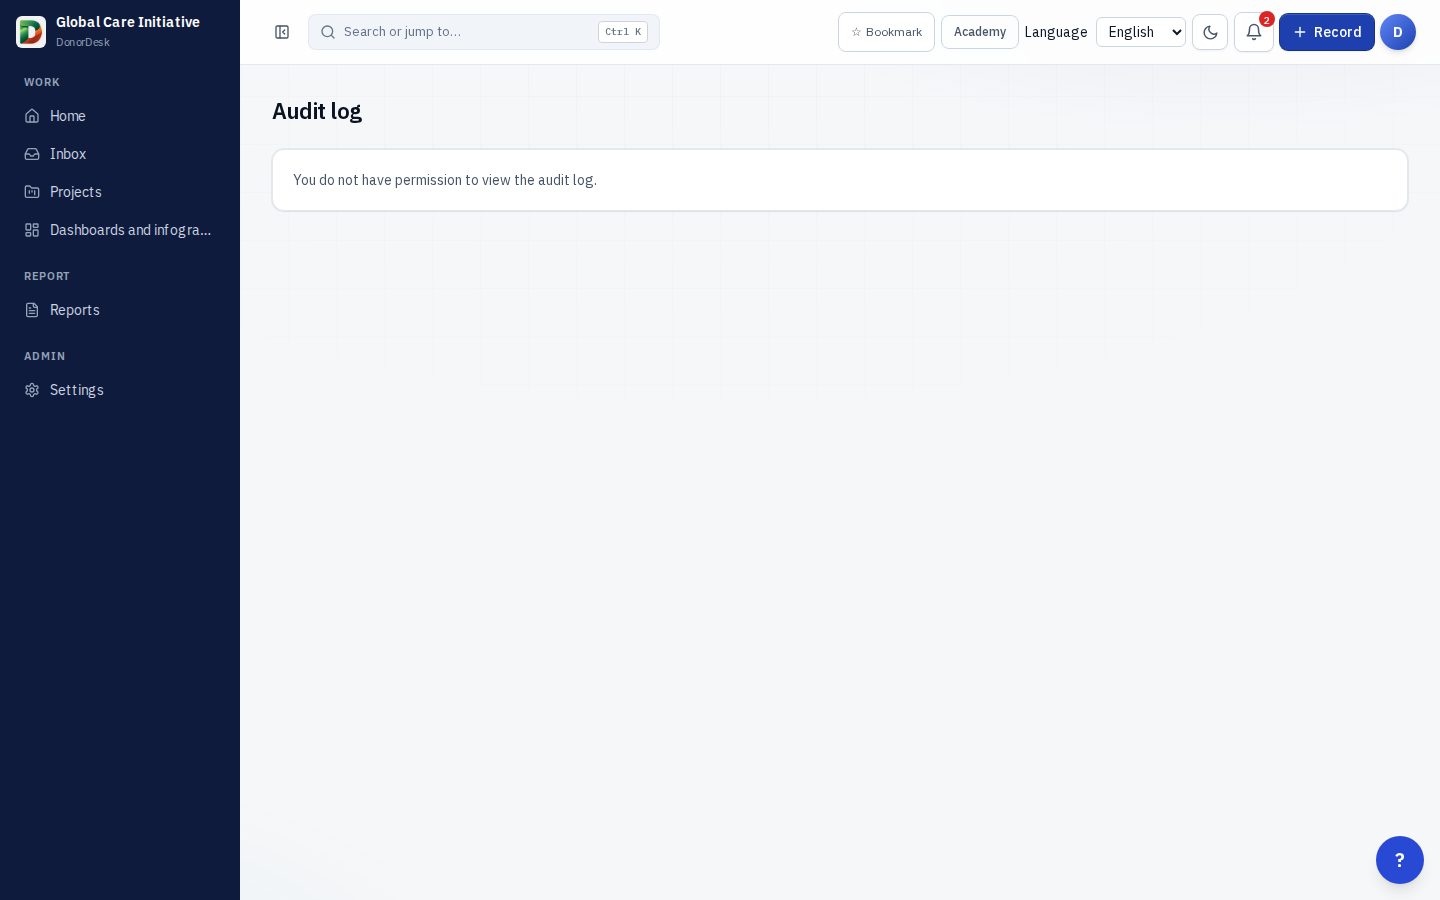 Global Care Initiative
DonorDesk
WORK
Home
Inbox
Projects
Dashboards and infogra…
REPORT
Reports
ADMIN
Settings
Search or jump to…
Ctrl K
☆ Bookmark
Academy
Language
English
2
+ Record
D
Audit log
You do not have permission to view the audit log.
?